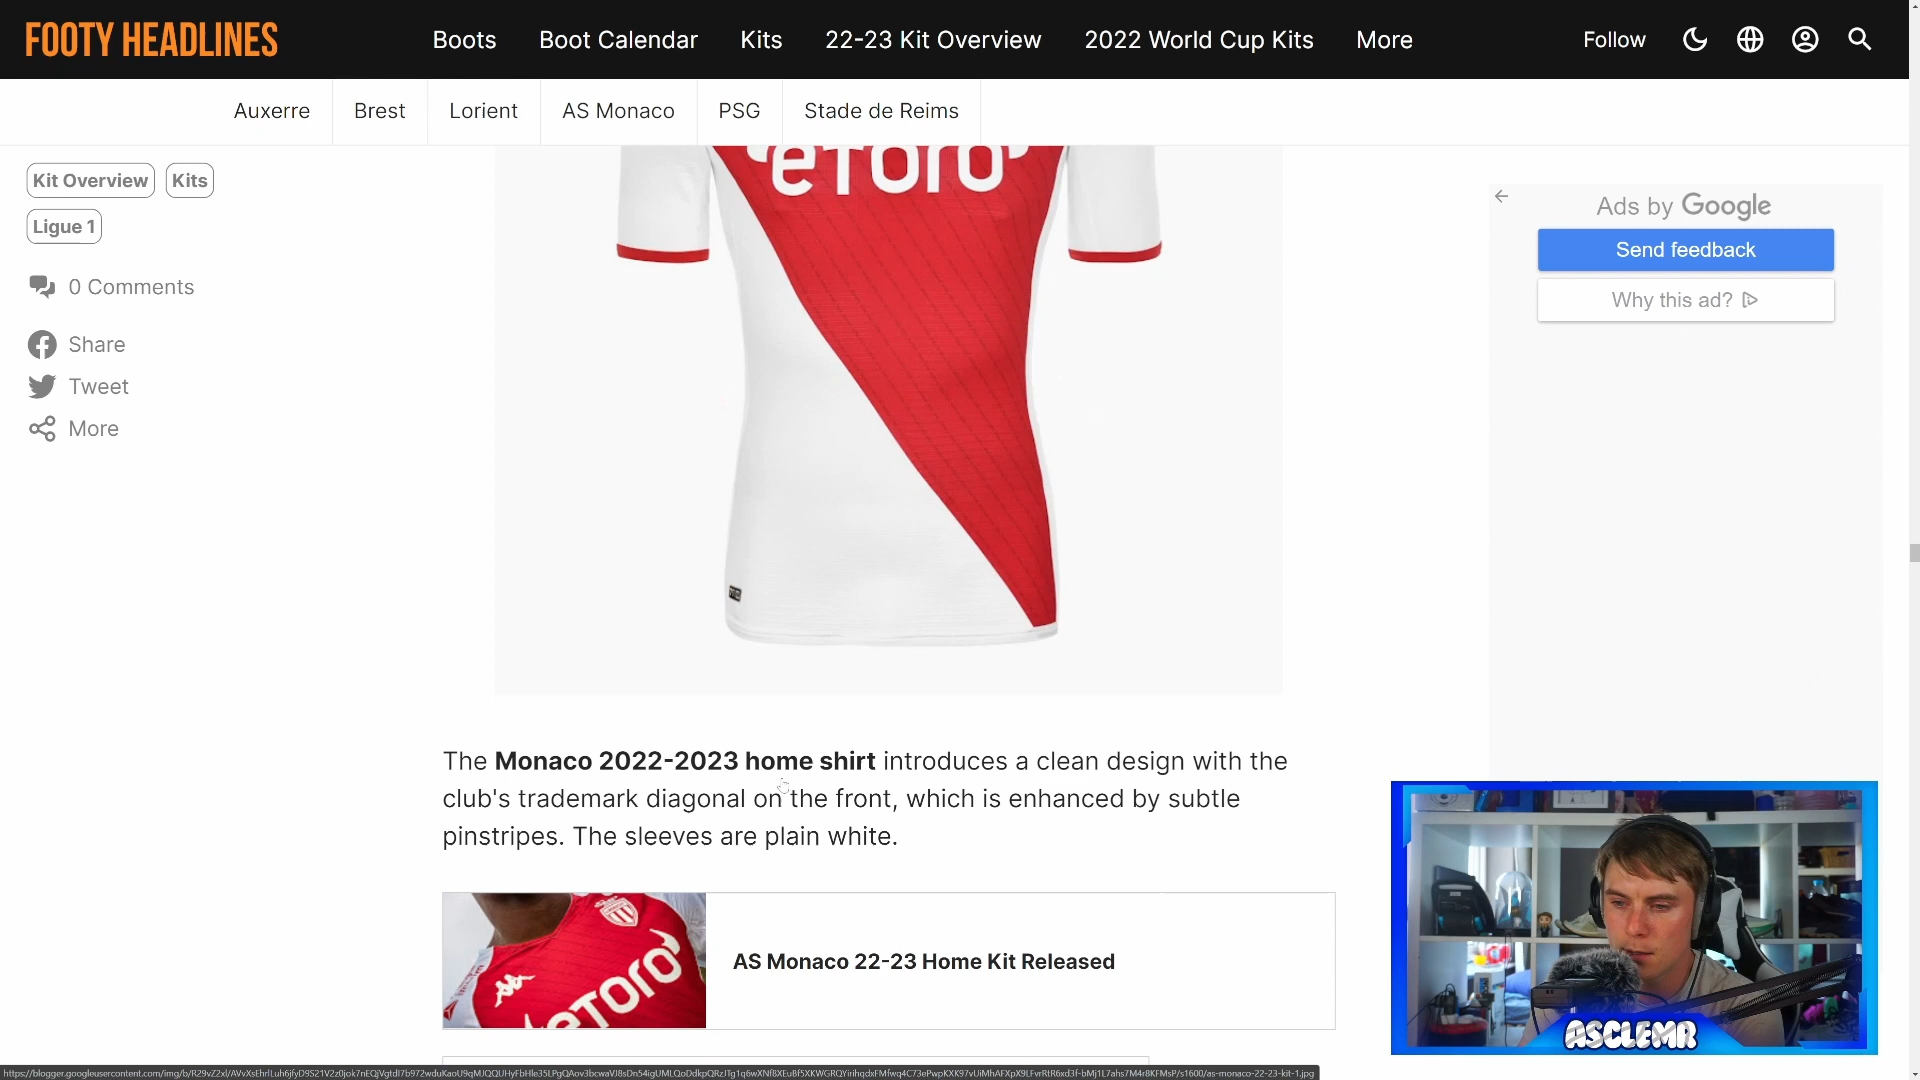 FOOTY HEADLINES
Boots Boot Calendar Kits 22-23 Kit Overview 2022 World Cup Kits More
Follow
Auxerre Brest Lorient AS Monaco PSG Stade de Reims
Kit Overview Kits
Ligue 1
0 Comments
Share
Tweet
More
eToro
Ads by Google
Send feedback
Why this ad?
The Monaco 2022-2023 home shirt introduces a clean design with the
club's trademark diagonal on the front, which is enhanced by subtle
pinstripes. The sleeves are plain white.
eToro
AS Monaco 22-23 Home Kit Released
ASCLEMR